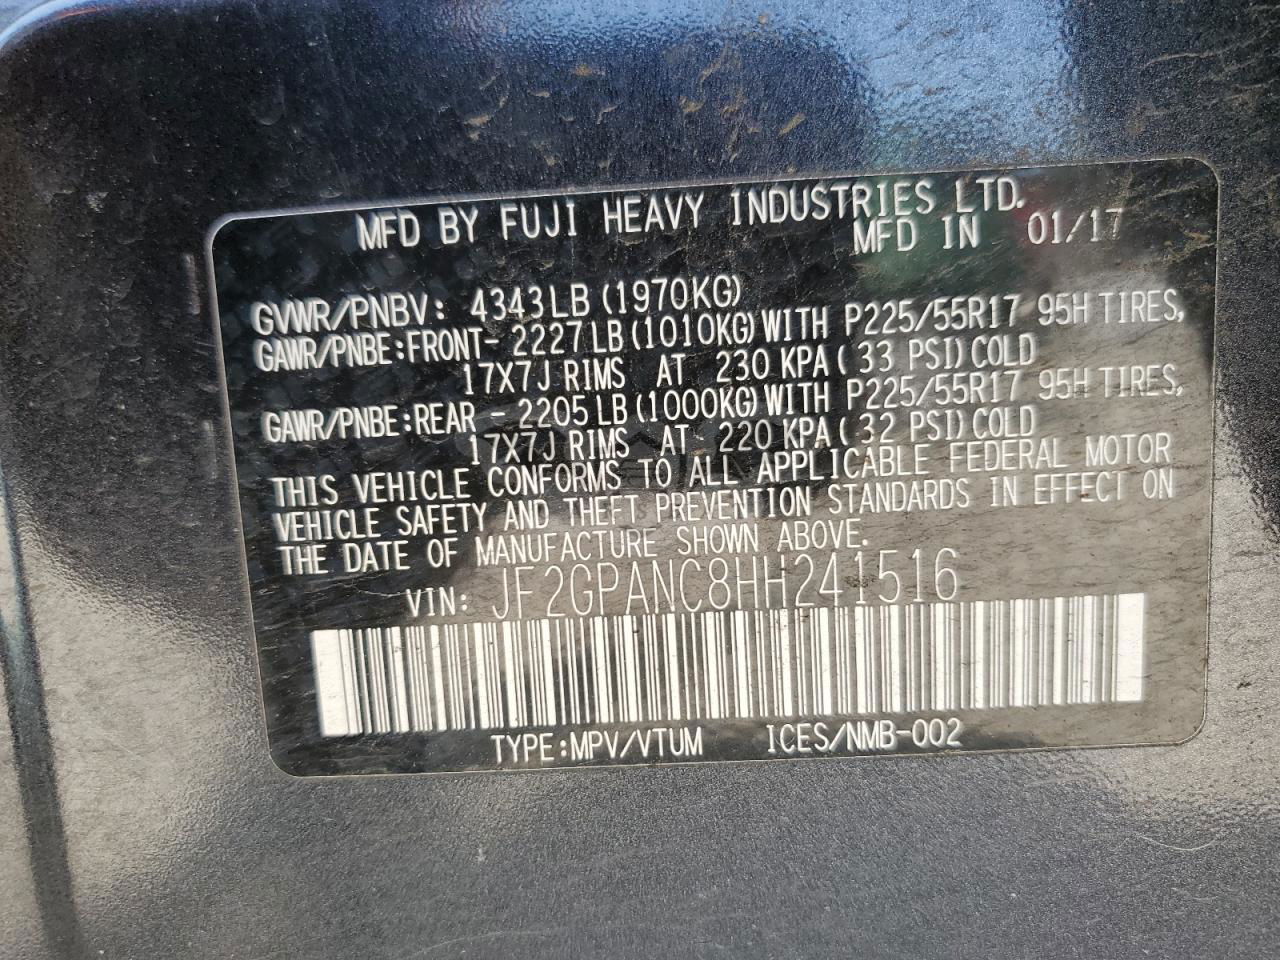 MFD BY FUJI HEAVY INDUSTRIES LTD.
MFD IN 01/17
GVWR/PNBV: 4343LB (1970KG)
GAWR/PNBE:FRONT- 2227LB (1010KG) WITH P225/55R17 95H TIRES,
17X7J RIMS AT 230 KPA ( 33 PSI) COLD
GAWR/PNBE:REAR - 2205LB (1000KG) WITH P225/55R17 95H TIRES,
17X7J RIMS AT 220 KPA ( 32 PSI) COLD
THIS VEHICLE CONFORMS TO ALL APPLICABLE FEDERAL MOTOR
VEHICLE SAFETY AND THEFT PREVENTION STANDARDS IN EFFECT ON
THE DATE OF MANUFACTURE SHOWN ABOVE.
VIN: JF2GPANC8HH241516
TYPE:MPV/VTUM ICES/NMB-002